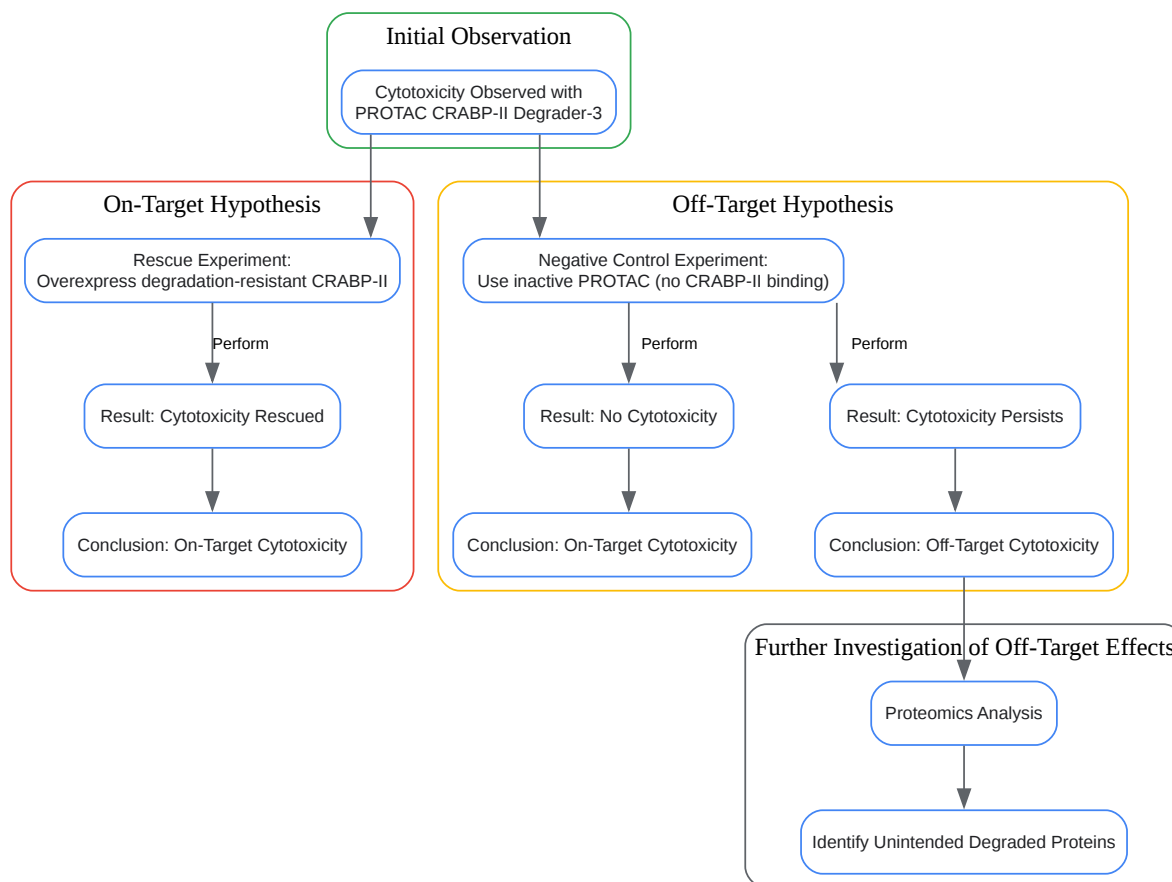 Initial Observation
Cytotoxicity Observed with
PROTAC CRABP-II Degrader-3
On-Target Hypothesis
Rescue Experiment:
Overexpress degradation-resistant CRABP-II
Perform
Result: Cytotoxicity Rescued
Conclusion: On-Target Cytotoxicity
Off-Target Hypothesis
Negative Control Experiment:
Use inactive PROTAC (no CRABP-II binding)
Perform
Perform
Result: No Cytotoxicity
Result: Cytotoxicity Persists
Conclusion: On-Target Cytotoxicity
Conclusion: Off-Target Cytotoxicity
Further Investigation of Off-Target Effects
Proteomics Analysis
Identify Unintended Degraded Proteins